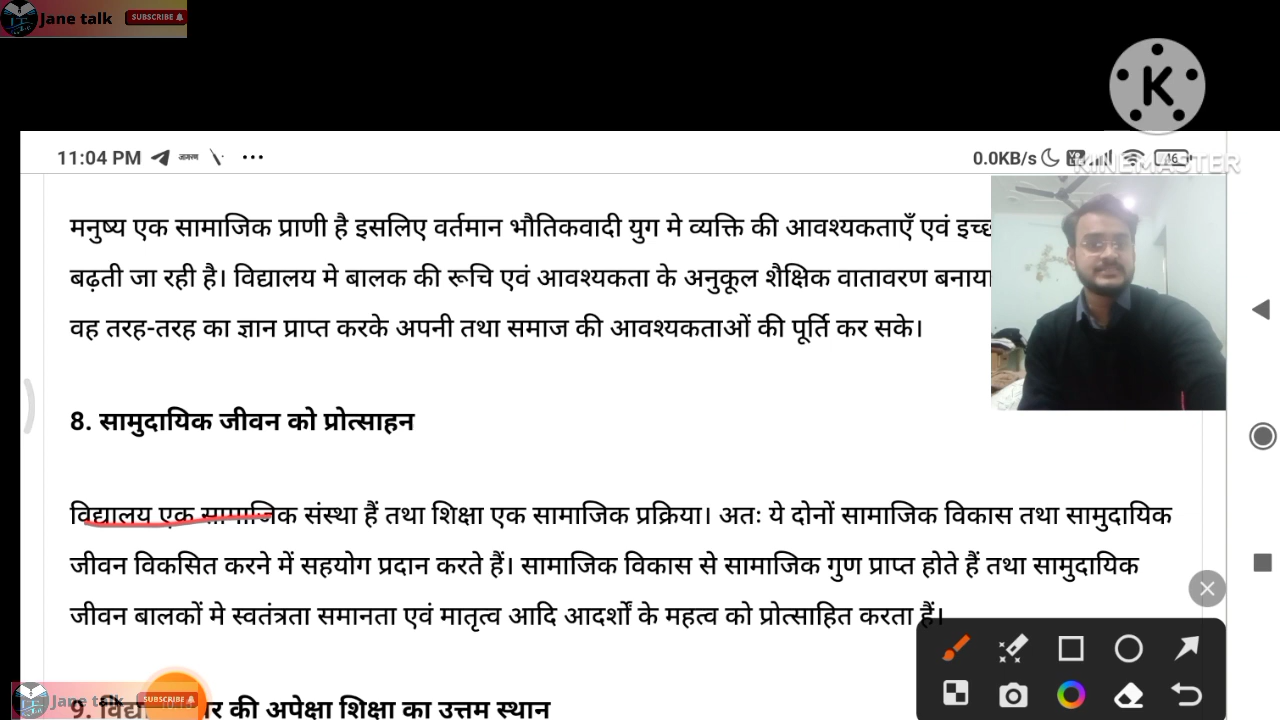 Jane talk
SUBSCRIBE
K
KINEMASTER
11:04 PM
0.0KB/s
46
मनुष्य एक सामाजिक प्राणी है इसलिए वर्तमान भौतिकवादी युग मे व्यक्ति की आवश्यकताएँ एवं
बढ़ती जा रही है। विद्यालय मे बालक की रूचि एवं आवश्यकता के अनुकूल शैक्षिक वातावरण बनाया
वह तरह-तरह का ज्ञान प्राप्त करके अपनी तथा समाज की आवश्यकताओं की पूर्ति कर सके।
8. सामुदायिक जीवन को प्रोत्साहन
विद्यालय एक सामाजिक संस्था हैं तथा शिक्षा एक सामाजिक प्रक्रिया। अतः ये दोनों सामाजिक विकास तथा सामुदायिक
जीवन विकसित करने में सहयोग प्रदान करते हैं। सामाजिक विकास से सामाजिक गुण प्राप्त होते हैं तथा सामुदायिक
जीवन बालकों मे स्वतंत्रता समानता एवं मातृत्व आदि आदर्शों के महत्व को प्रोत्साहित करता हैं।
9. की अपेक्षा शिक्षा का उत्तम स्थान
Jane talk
SUBSCRIBE